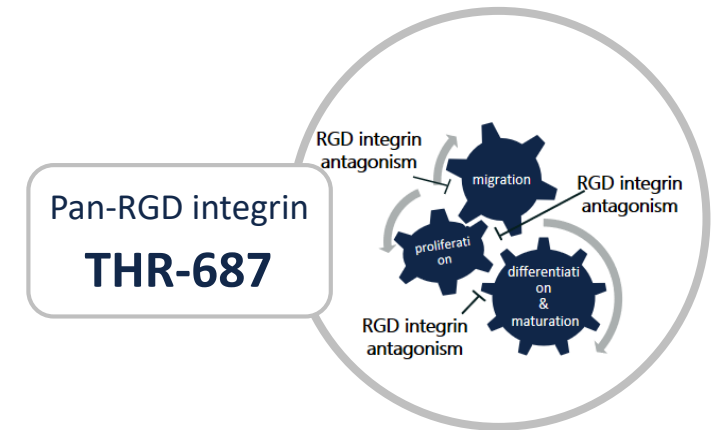 Pan-RGD integrin
THR-687
RGD integrin
antagonism
migration
RGD integrin
antagonism
proliferati
on
differentiati
on
&
maturation
RGD integrin
antagonism